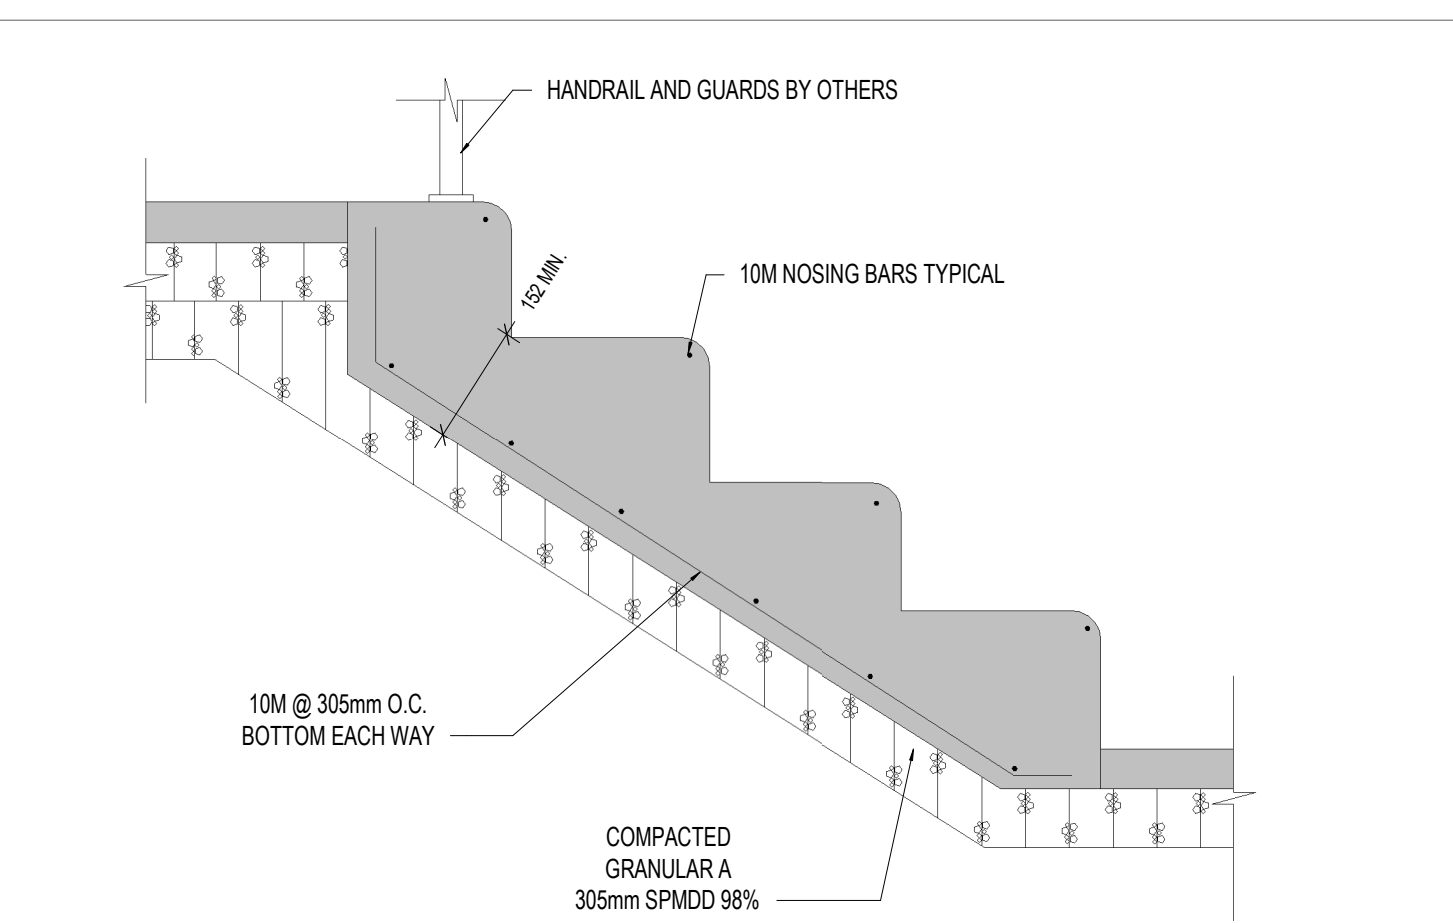 HANDRAIL AND GUARDS BY OTHERS
152 MIN.
10M NOSING BARS TYPICAL
10M @ 305mm O.C.
BOTTOM EACH WAY
COMPACTED
GRANULAR A
305mm SPMDD 98%